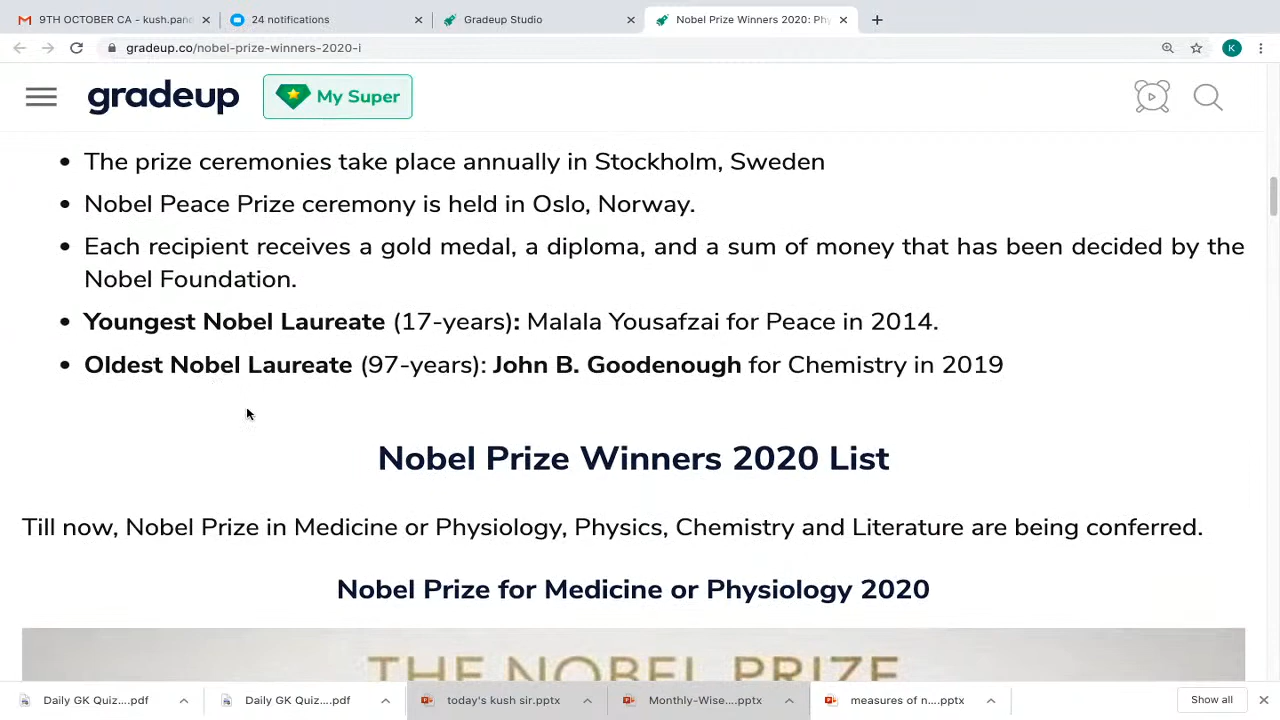 9TH OCTOBER CA - kush.pan
24 notifications
Gradeup Studio
Nobel Prize Winners 2020: Ph
gradeup.co/nobel-prize-winners-2020-i
K
gradeup
My Super
• The prize ceremonies take place annually in Stockholm, Sweden
• Nobel Peace Prize ceremony is held in Oslo, Norway.
• Each recipient receives a gold medal, a diploma, and a sum of money that has been decided by the
Nobel Foundation.
• Youngest Nobel Laureate (17-years): Malala Yousafzai for Peace in 2014.
• Oldest Nobel Laureate (97-years): John B. Goodenough for Chemistry in 2019
Nobel Prize Winners 2020 List
Till now, Nobel Prize in Medicine or Physiology, Physics, Chemistry and Literature are being conferred.
Nobel Prize for Medicine or Physiology 2020
THE NOBEL PRIZE
Daily GK Quiz....pdf
Daily GK Quiz....pdf
today's kush sir.pptx
Monthly-Wise....pptx
measures of n....pptx
Show all